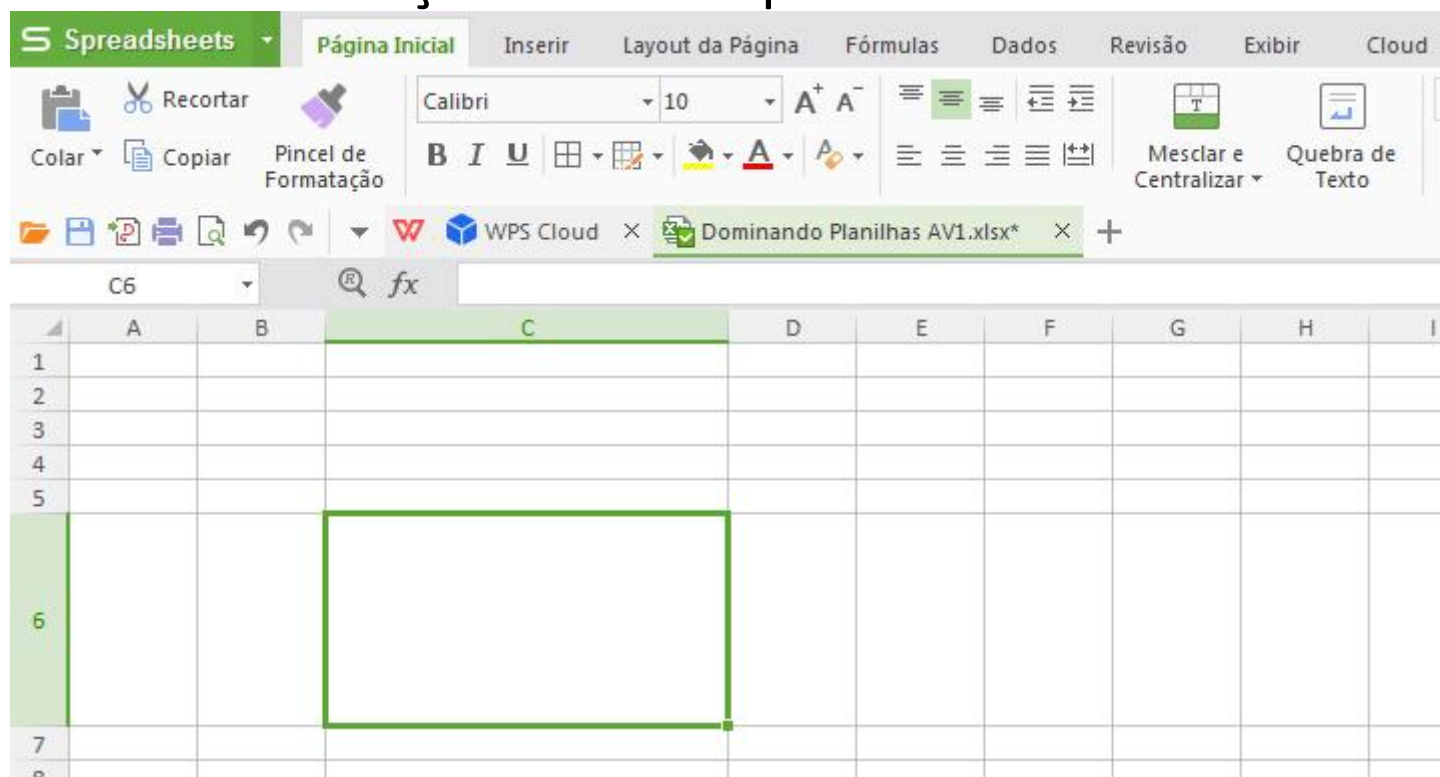 Spreadsheets Página Inicial Inserir Layout da Página Fórmulas Dados Revisão Exibir Cloud
Recortar Calibri 10 A+ A-
Colar Copiar Pincel de Formatação B I U A Mesclar e Centralizar Quebra de Texto
WPS Cloud Dominando Planilhas AV1.xlsx*
C6 fx
A B C D E F G H I
1
2
3
4
5
6
7